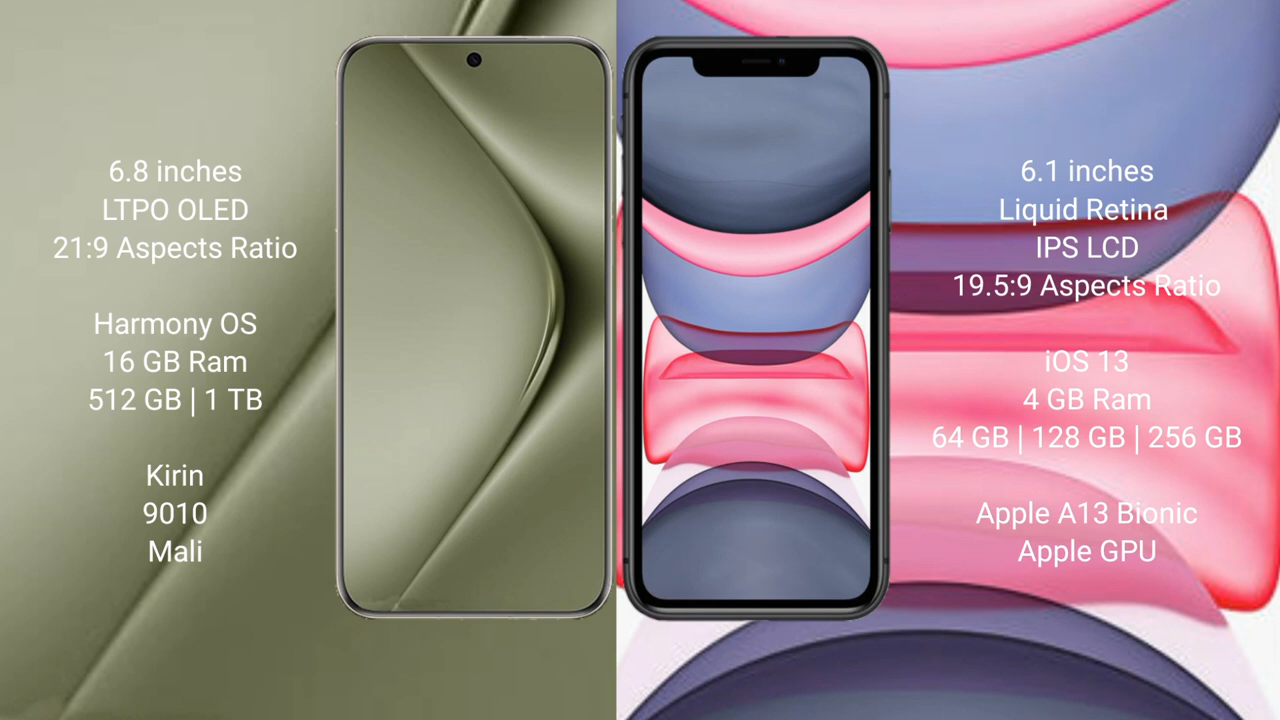 6.8 inches
LTPO OLED
21:9 Aspects Ratio
Harmony OS
16 GB Ram
512 GB | 1 TB
Kirin
9010
Mali
6.1 inches
Liquid Retina
IPS LCD
19.5:9 Aspects Ratio
iOS 13
4 GB Ram
64 GB | 128 GB | 256 GB
Apple A13 Bionic
Apple GPU